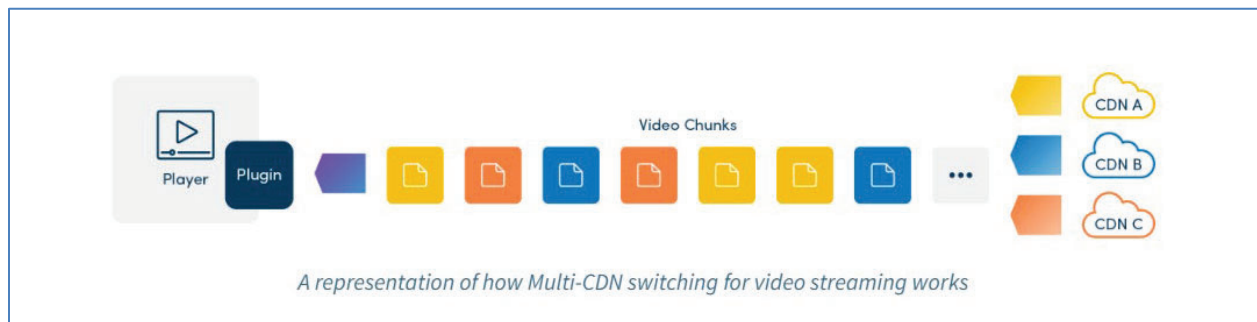 CDN A
Video Chunks
Player
Plugin
•••
CDN B
CDN C
A representation of how Multi-CDN switching for video streaming works